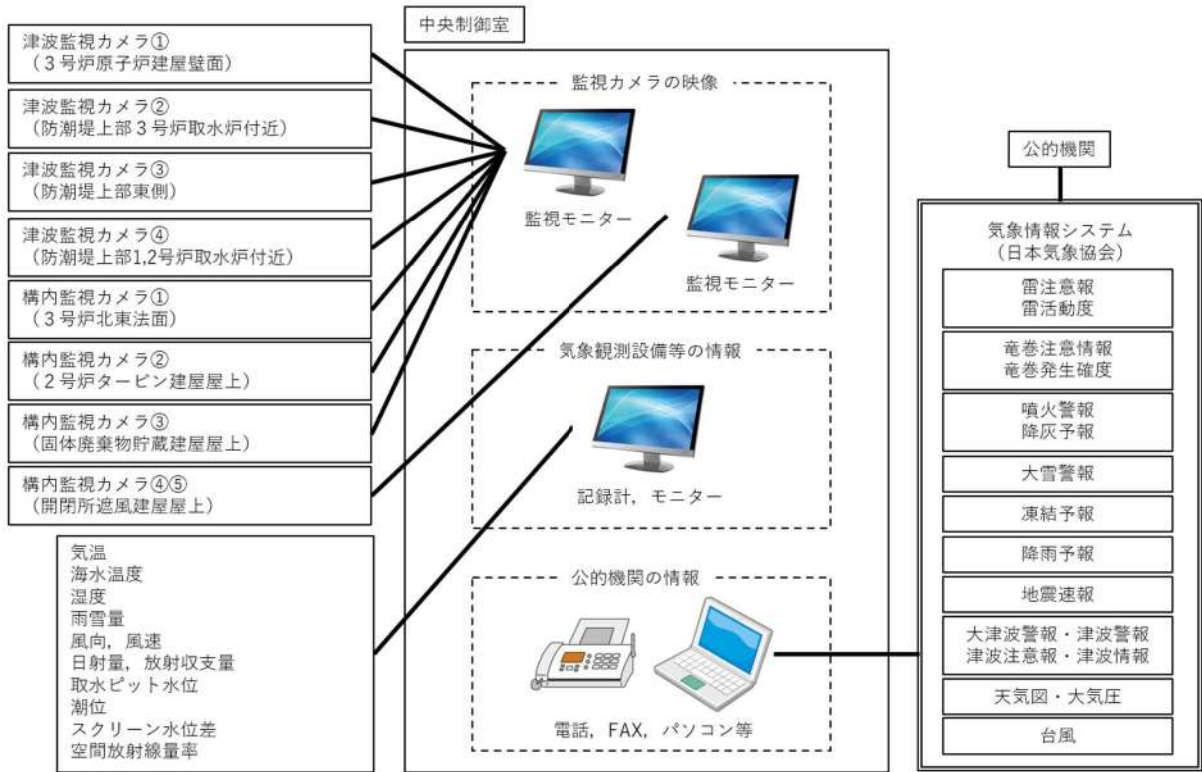 津波監視カメラ①
(3号炉原子炉建屋壁面)
津波監視カメラ②
(防潮堤上部3号炉取水炉付近)
津波監視カメラ③
(防潮堤上部東側)
津波監視カメラ④
(防潮堤上部1,2号炉取水炉付近)
構内監視カメラ①
(3号炉北東法面)
構内監視カメラ②
(2号炉タービン建屋屋上)
構内監視カメラ③
(固体廃棄物貯蔵建屋屋上)
構内監視カメラ④⑤
(開閉所遮風建屋屋上)
気温
海水温度
湿度
雨雪量
風向,風速
日射量,放射収支量
取水ピット水位
潮位
スクリーン水位差
空間放射線量率
中央制御室
監視カメラの映像
監視モニター
監視モニター
気象観測設備等の情報
記録計,モニター
公的機関の情報
電話,FAX,パソコン等
公的機関
気象情報システム
(日本気象協会)
雷注意報
雷活動度
竜巻注意情報
竜巻発生確度
噴火警報
降灰予報
大雪警報
凍結予報
降雨予報
地震速報
大津波警報・津波警報
津波注意報・津波情報
天気図・大気圧
台風